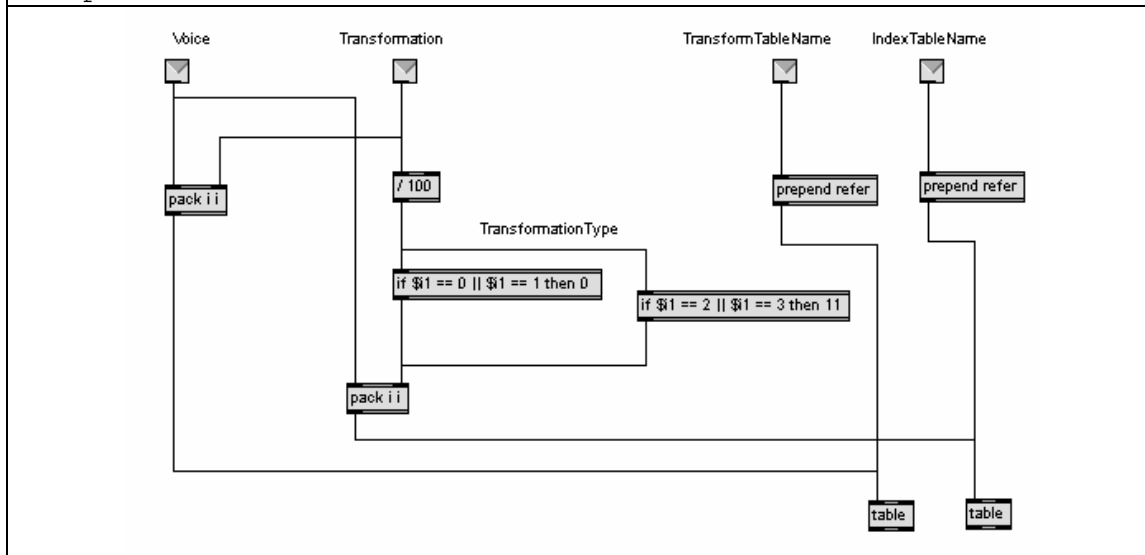 Voice
Transformation
TransformTableName
IndexTableName
pack i i
/ 100
prepend refer
prepend refer
TransformationType
if $i1 == 0 || $i1 == 1 then 0
if $i1 == 2 || $i1 == 3 then 11
pack i i
table
table